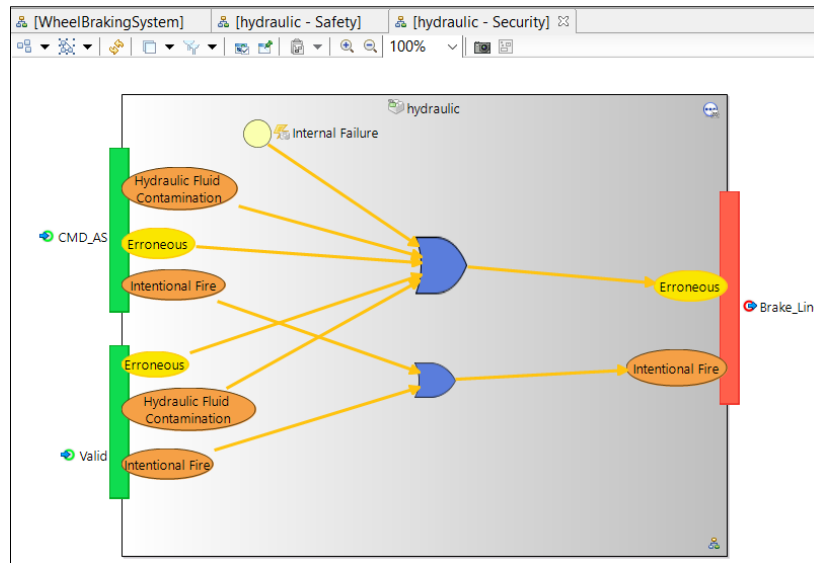 [WheelBrakingSystem]
[hydraulic - Safety]
[hydraulic - Security]
100%
hydraulic
Internal Failure
Hydraulic Fluid
Contamination
CMD_AS
Erroneous
Intentional Fire
Erroneous
Brake_Lin
Erroneous
Intentional Fire
Hydraulic Fluid
Contamination
Valid
Intentional Fire